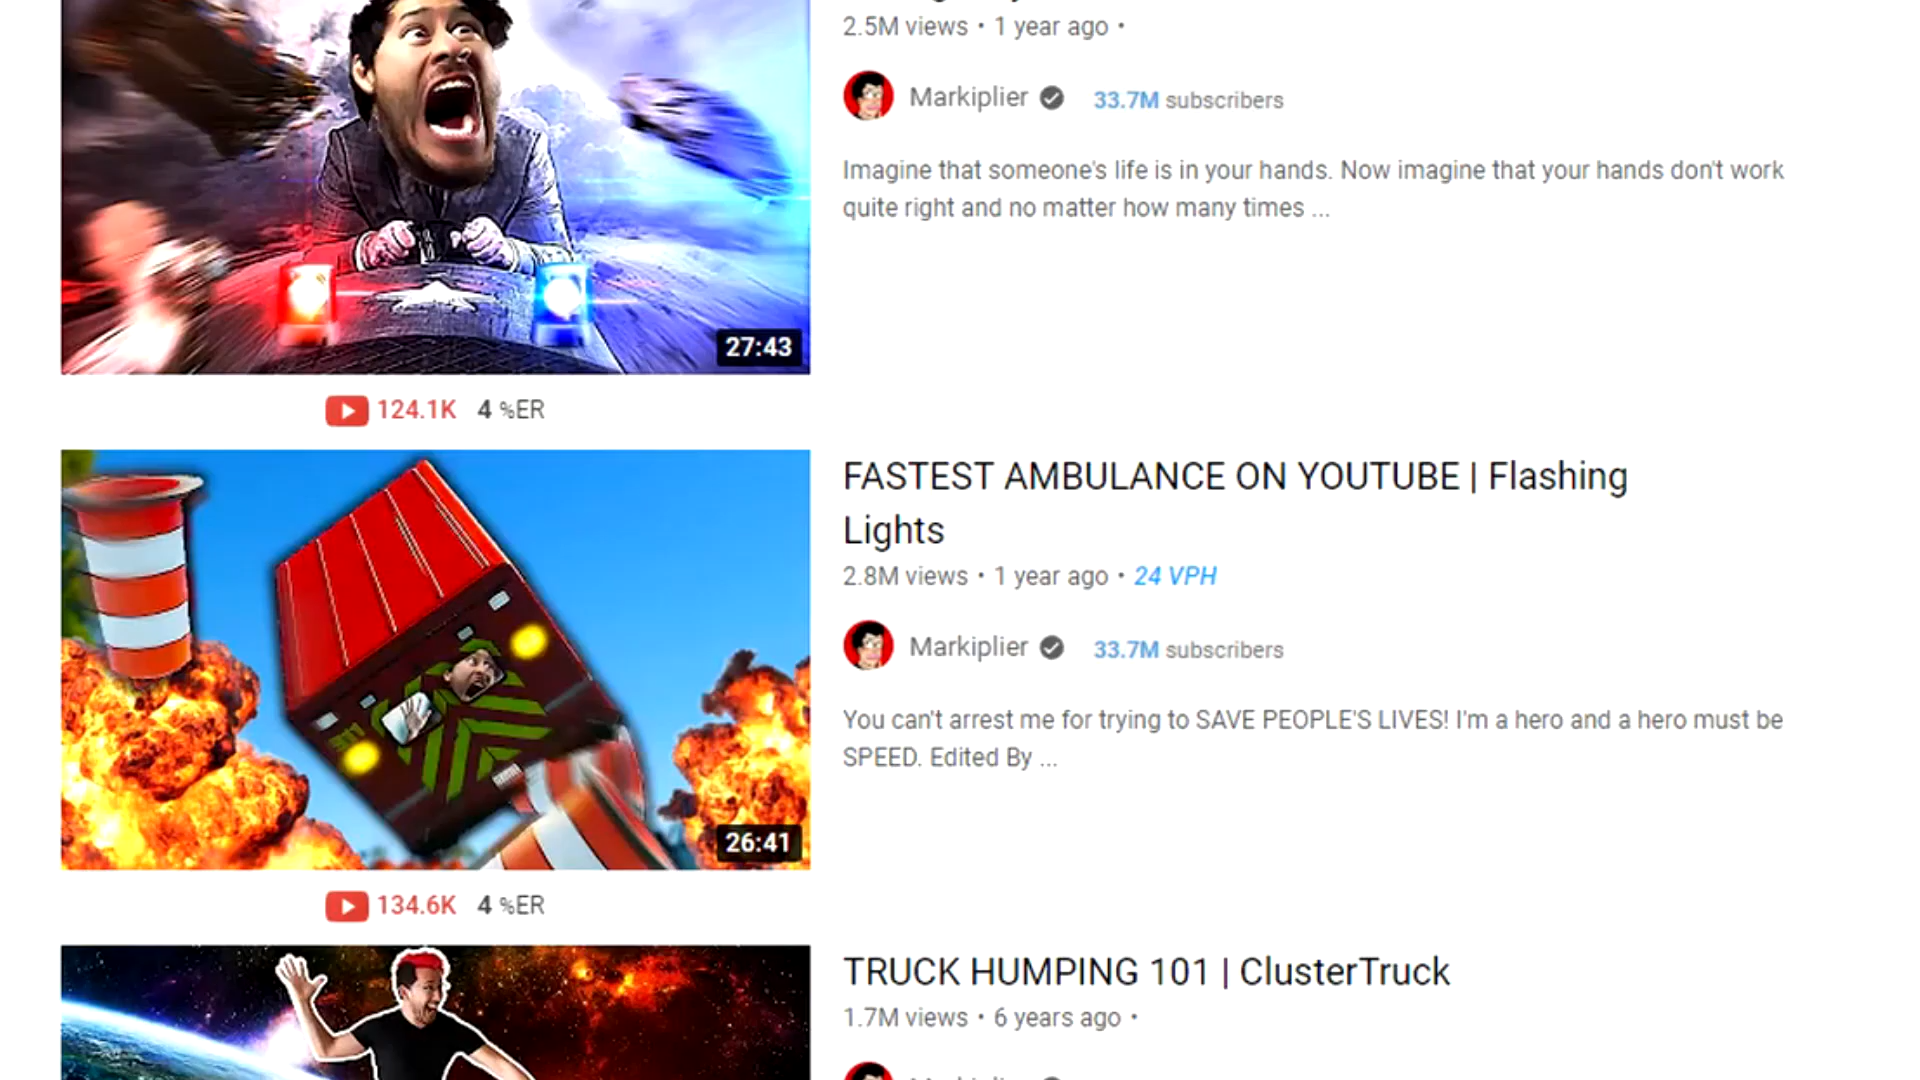 2.5M views • 1 year ago •
Markiplier
33.7M subscribers
Imagine that someone's life is in your hands. Now imagine that your hands don't work
quite right and no matter how many times ...
27:43
124.1K 4 %ER
FASTEST AMBULANCE ON YOUTUBE | Flashing
Lights
2.8M views • 1 year ago • 24 VPH
Markiplier
33.7M subscribers
You can't arrest me for trying to SAVE PEOPLE'S LIVES! I'm a hero and a hero must be
SPEED. Edited By ...
26:41
134.6K 4 %ER
TRUCK HUMPING 101 | ClusterTruck
1.7M views • 6 years ago •